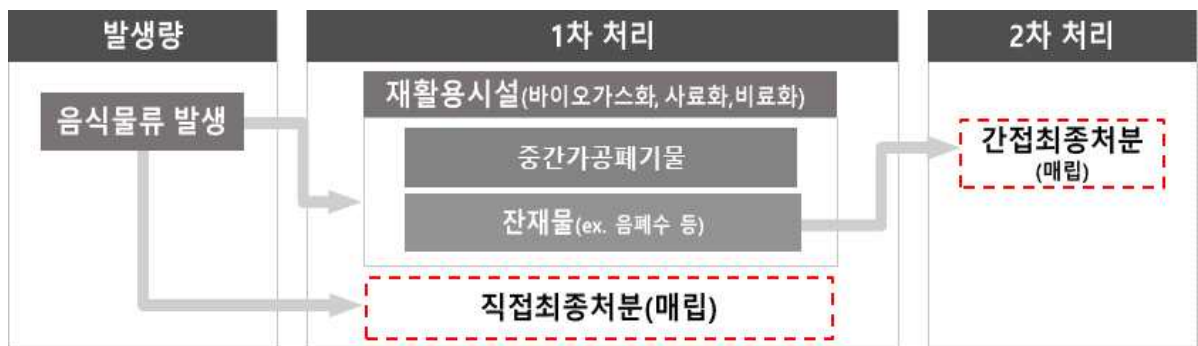 발생량
1차 처리
2차 처리
음식물류 발생
재활용시설(바이오가스화, 사료화,비료화)
중간가공폐기물
잔재물(ex. 음폐수 등)
직접최종처분(매립)
간접최종처분
(매립)